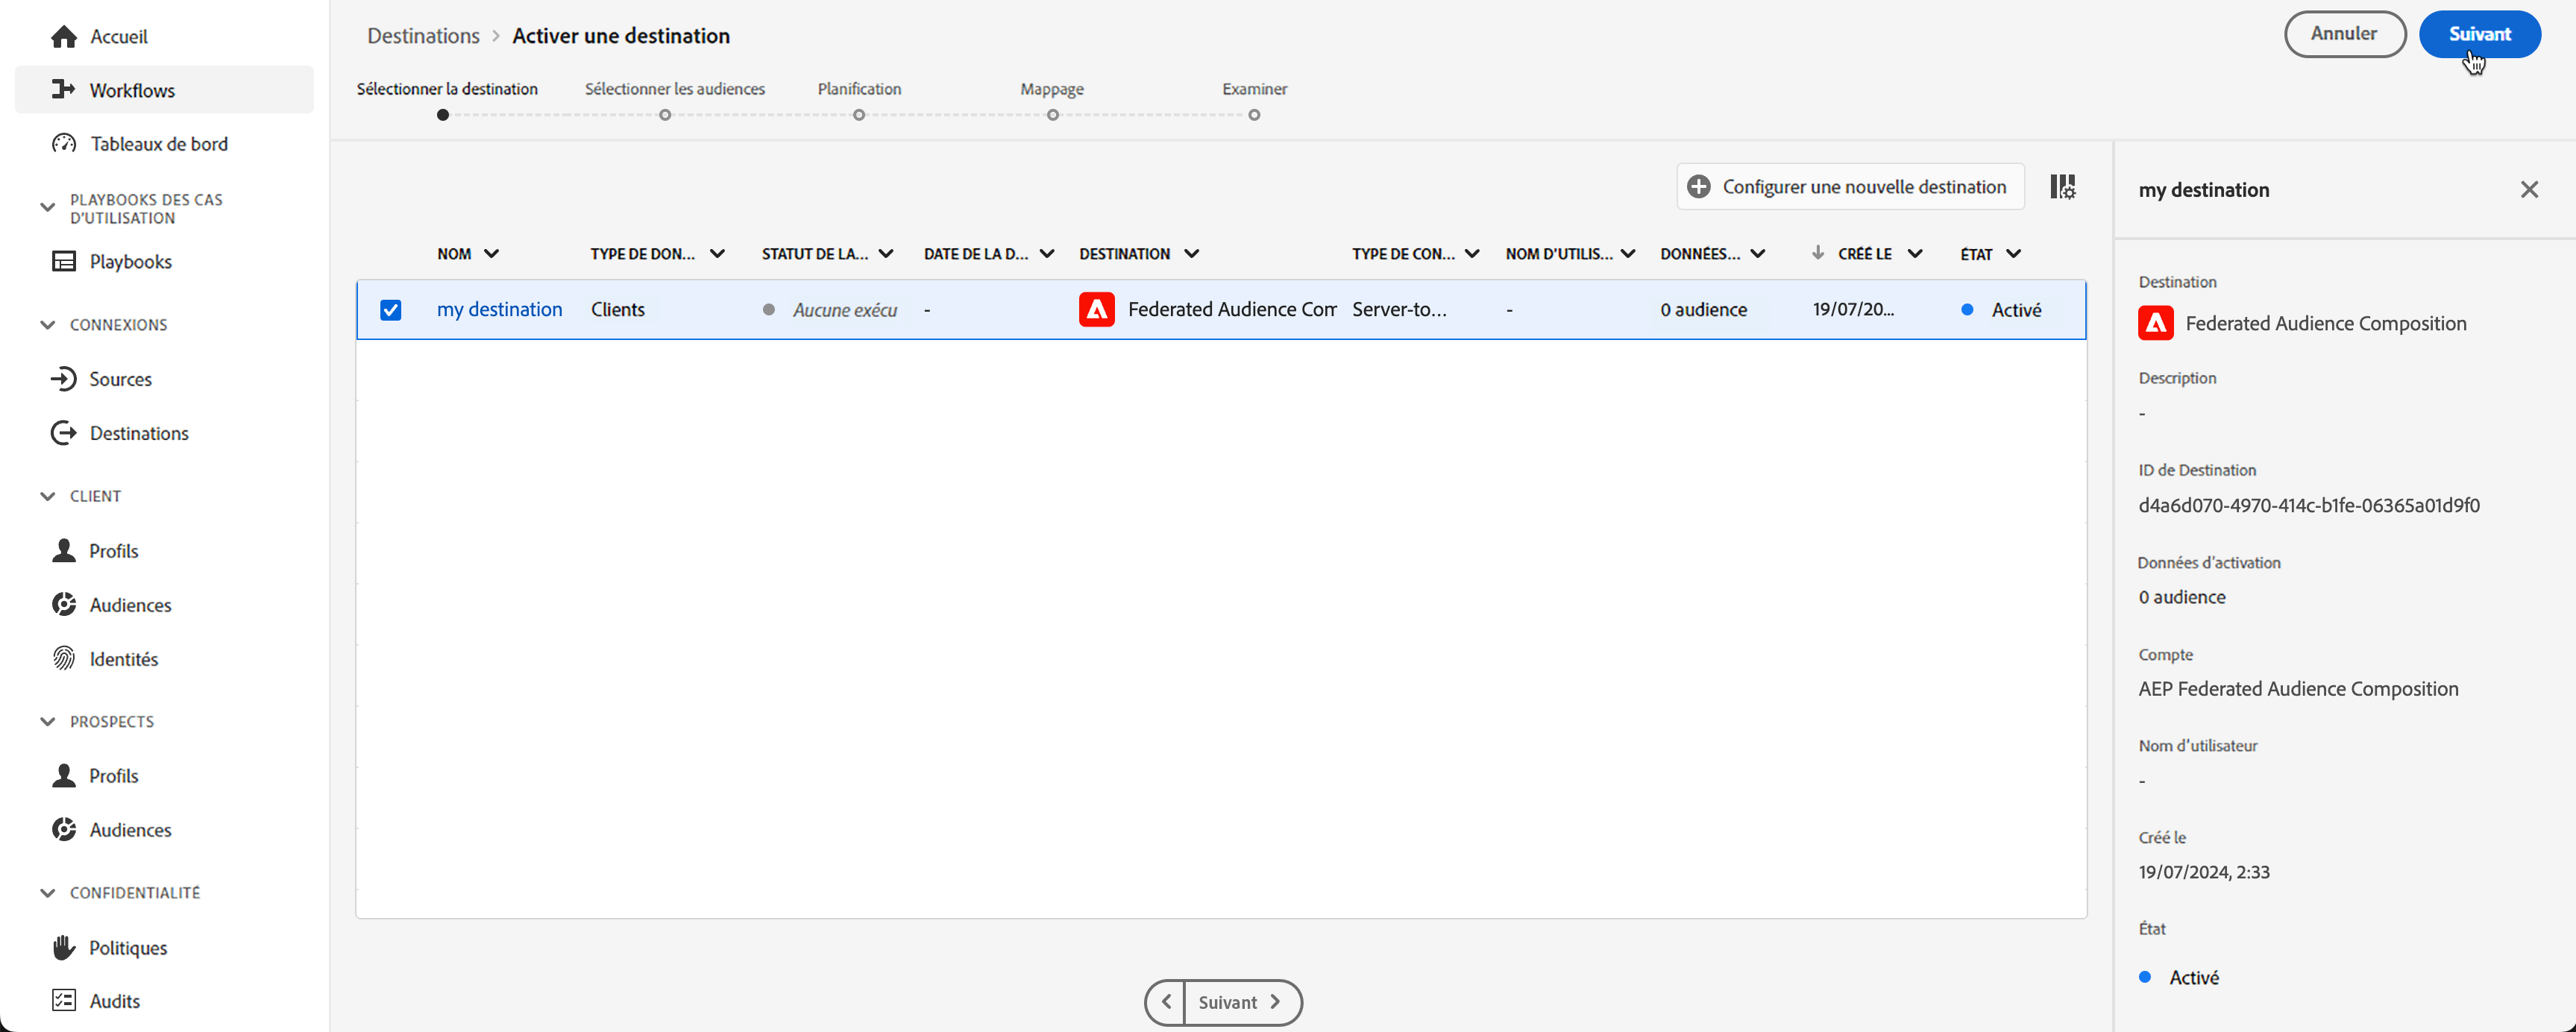 Accueil
Workflows
Tableaux de bord
PLAYBOOKS DES CAS
D'UTILISATION
Playbooks
CONNEXIONS
Sources
Destinations
CLIENT
Profils
Audiences
Identités
PROSPECTS
Profils
Audiences
CONFIDENTIALITÉ
Politiques
Audits
Destinations > Activer une destination
Annuler
Suivant
Sélectionner la destination
Sélectionner les audiences
Planification
Mappage
Examiner
Configurer une nouvelle destination
NOM
TYPE DE DON...
STATUT DE LA...
DATE DE LA D...
DESTINATION
TYPE DE CON...
NOM D'UTILIS...
DONNÉES...
CRÉÉ LE
ÉTAT
my destination
Clients
Aucune exécu
-
Federated Audience Com
Server-to...
-
0 audience
19/07/20...
Activé
Suivant
my destination
Destination
Federated Audience Composition
Description
-
ID de Destination
d4a6d070-4970-414c-b1fe-06365a01d9f0
Données d'activation
0 audience
Compte
AEP Federated Audience Composition
Nom d'utilisateur
-
Créé le
19/07/2024, 2:33
État
Activé